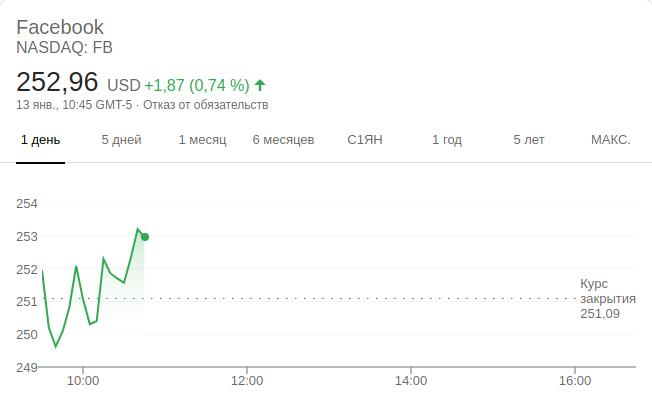 Facebook
NASDAQ: FB
252,96 USD +1,87 (0,74 %)
13 янв., 10:45 GMT-5 · Отказ от обязательств
1 день 5 дней 1 месяц 6 месяцев С1ЯН 1 год 5 лет МАКС.
254
253
252
251
250
249
Курс
закрытия
251,09
10:00 12:00 14:00 16:00